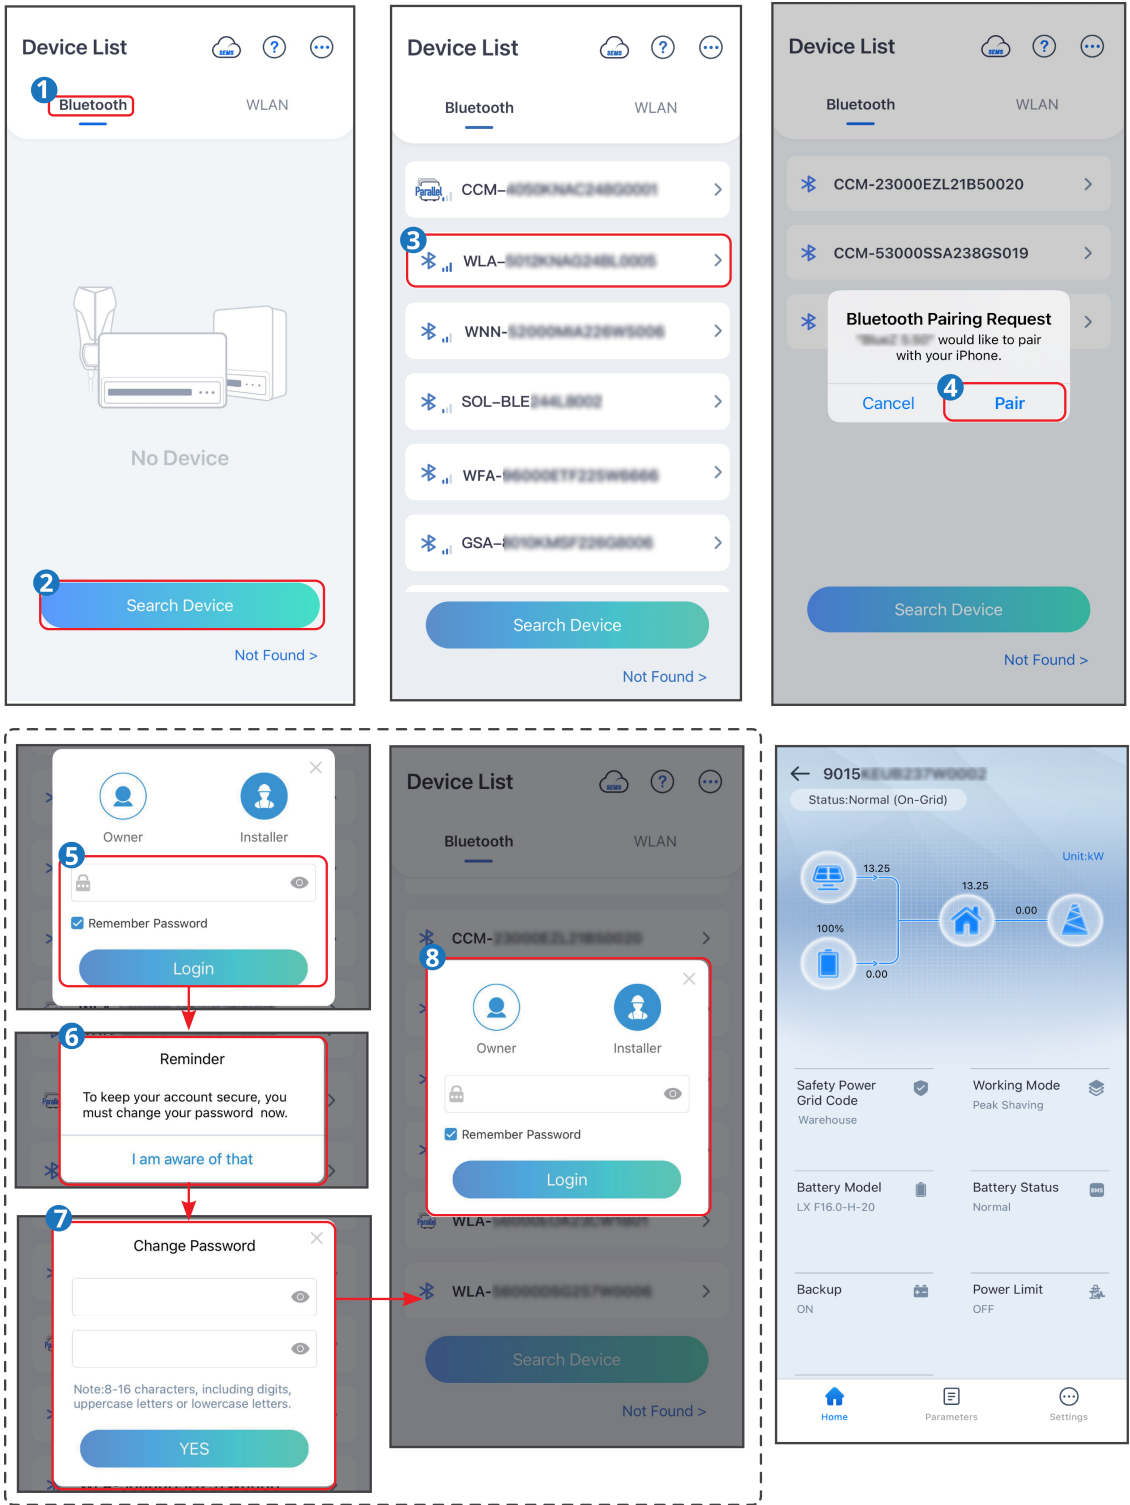 Device List
SEMS
?
1
Bluetooth
WLAN
No Device
2
Search Device
Not Found >
Device List
SEMS
?
Bluetooth
WLAN
Parallel
CCM-
3
WLA-
WNN-
SOL-BLE
WFA-
GSA-
Search Device
Not Found >
Device List
SEMS
?
Bluetooth
WLAN
CCM-23000EZL21B50020
CCM-53000SSA238GS019
Bluetooth Pairing Request
would like to pair
with your iPhone.
4
Cancel
Pair
Search Device
Not Found >
Owner
Installer
5
Remember Password
Login
6
Reminder
To keep your account secure, you
must change your password now.
I am aware of that
7
Change Password
Note:8-16 characters, including digits,
uppercase letters or lowercase letters.
YES
Device List
SEMS
?
Bluetooth
WLAN
CCM-
8
Owner
Installer
Remember Password
Login
Parallel
WLA-
WLA-
Search Device
Not Found >
9015
Status:Normal (On-Grid)
Unit:kW
13.25
13.25
0.00
100%
0.00
Safety Power
Grid Code
Warehouse
Working Mode
Peak Shaving
Battery Model
LX F16.0-H-20
Battery Status
BMS
Normal
Backup
ON
Power Limit
OFF
Home
Parameters
Settings